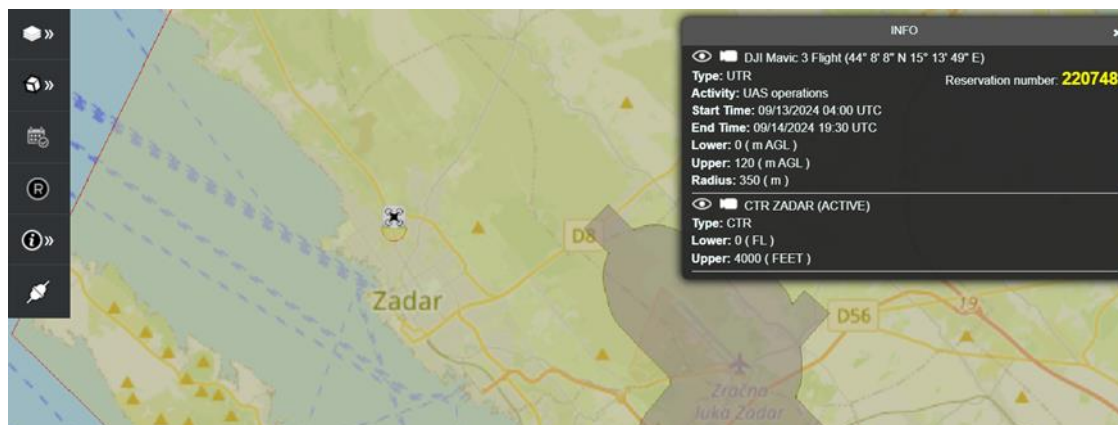 INFO
DJI Mavic 3 Flight (44° 8' 8" N 15° 13' 49" E)
Type: UTR
Reservation number: 220748
Activity: UAS operations
Start Time: 09/13/2024 04:00 UTC
End Time: 09/14/2024 19:30 UTC
Lower: 0 ( m AGL )
Upper: 120 ( m AGL )
Radius: 350 ( m )
CTR ZADAR (ACTIVE)
Type: CTR
Lower: 0 ( FL )
Upper: 4000 ( FEET )
R
i
D8
Zadar
D56
19
Zračna
luka Zadar